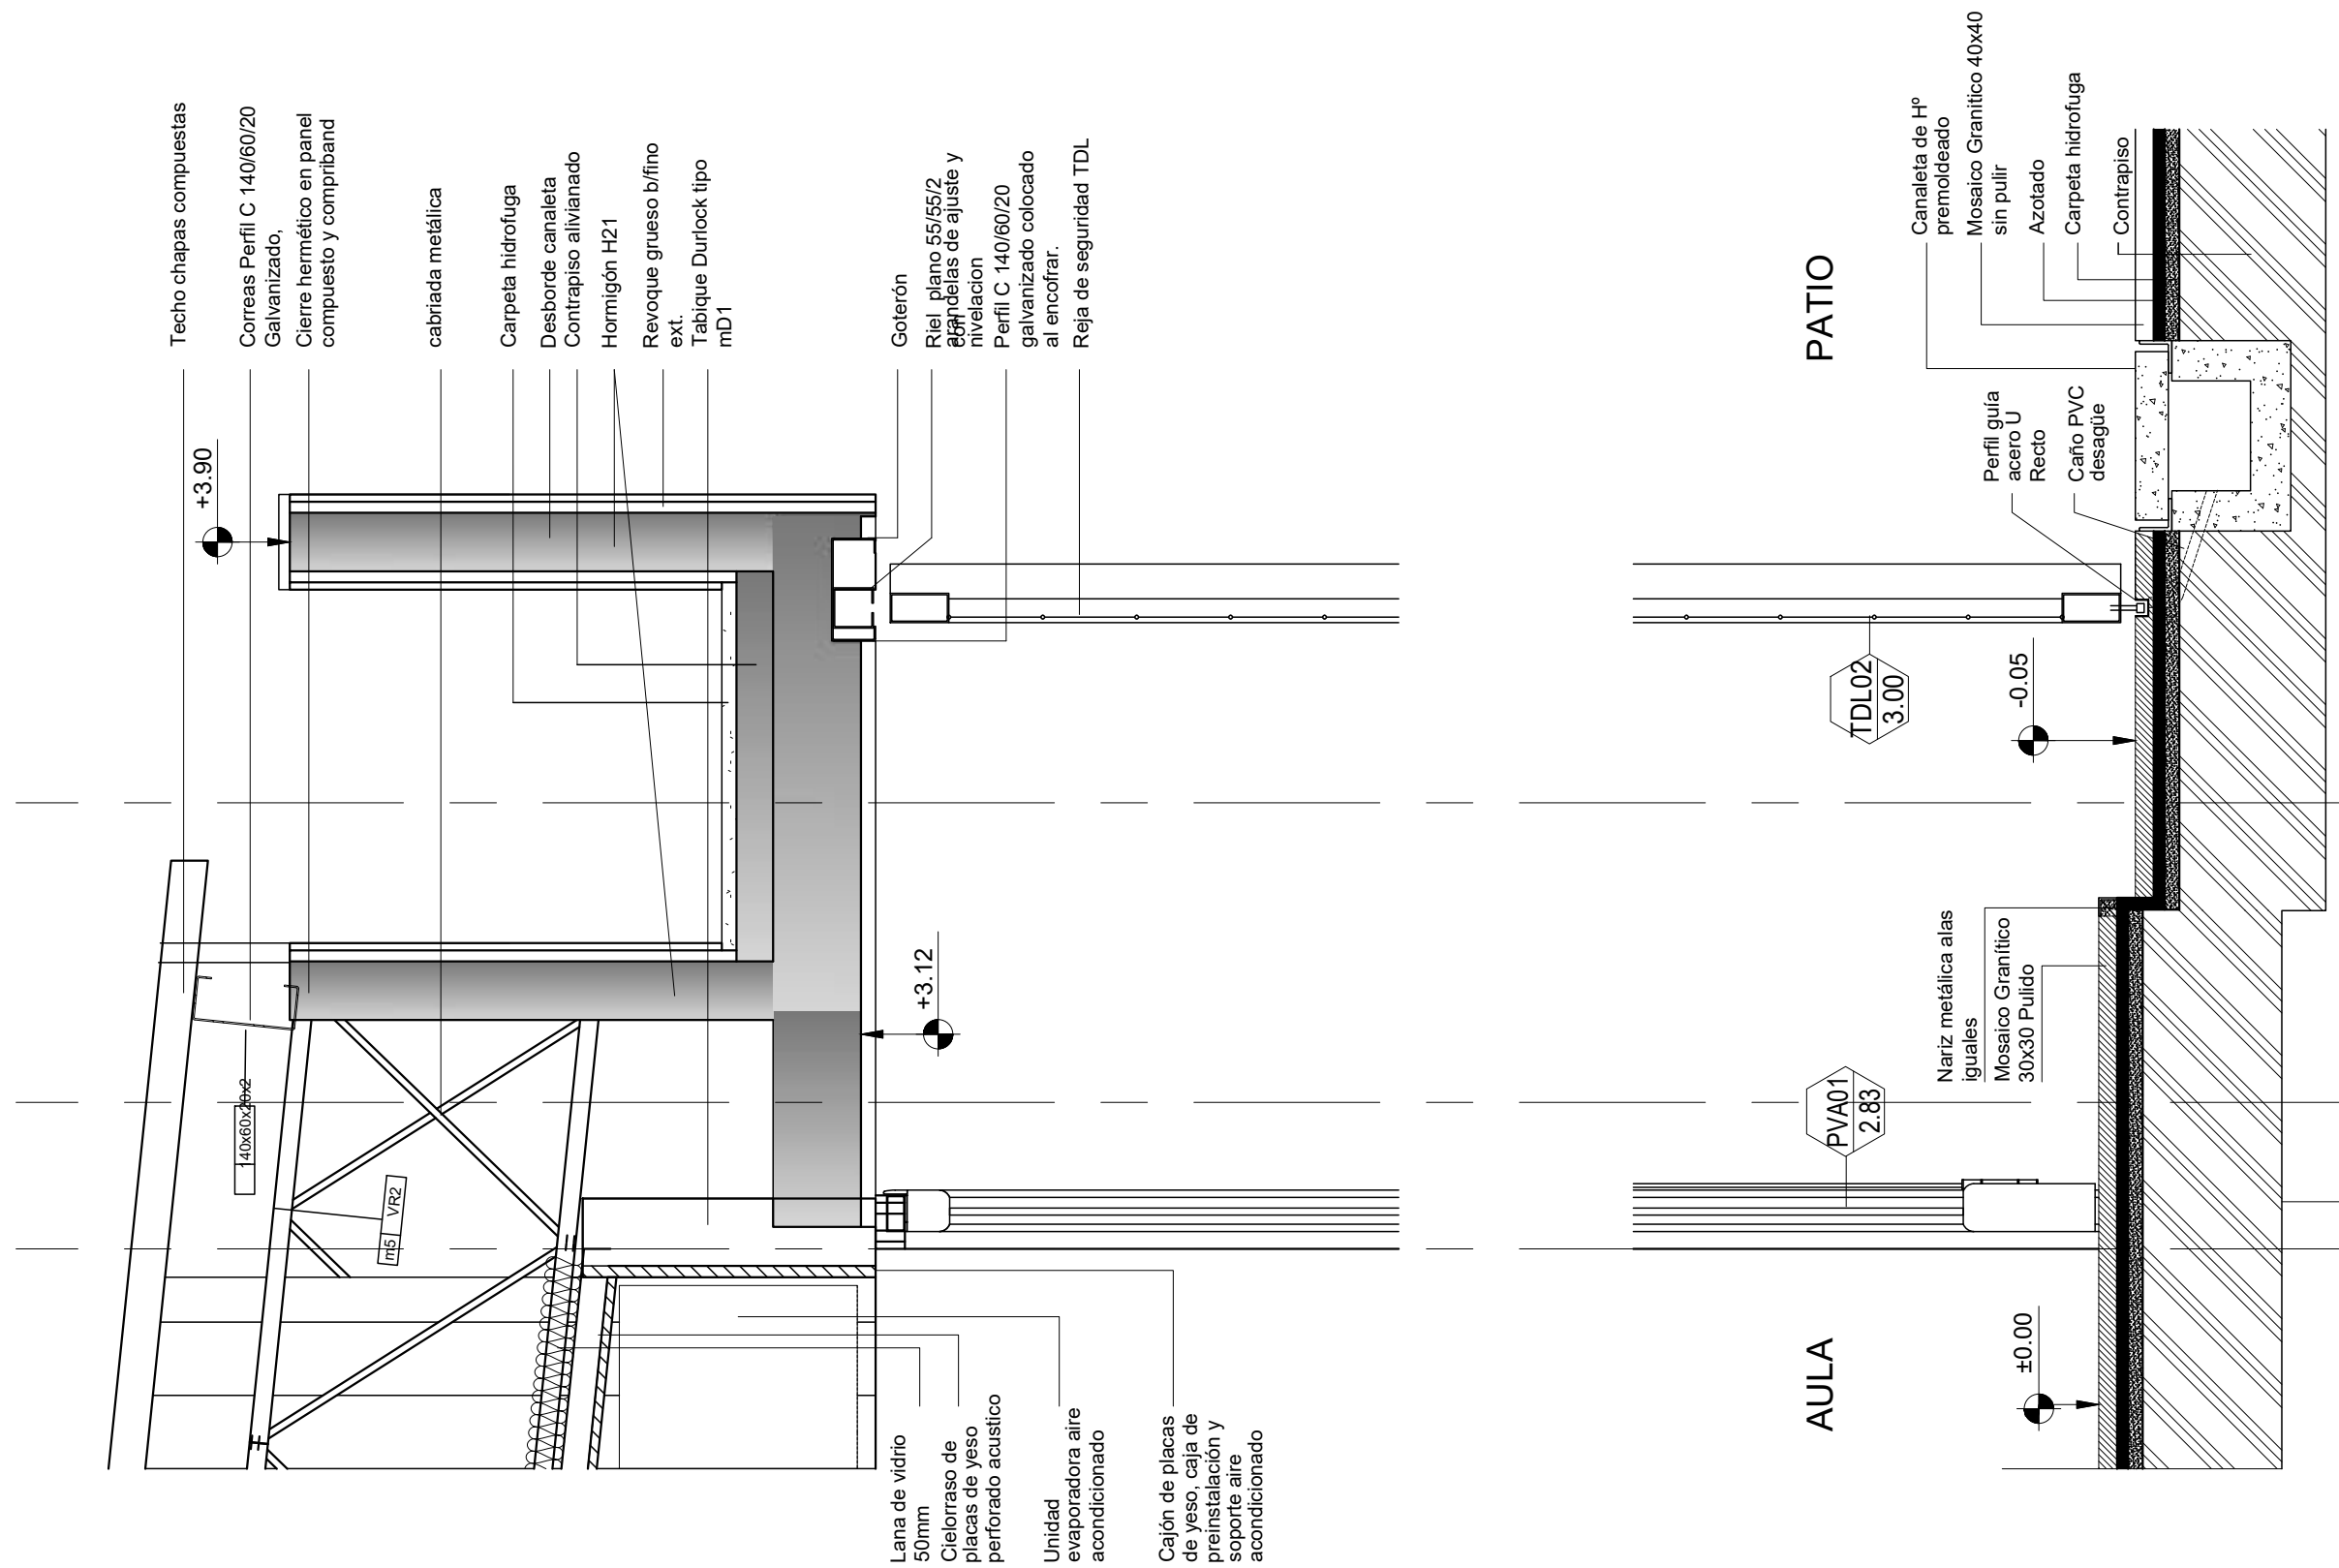 Techo chapas compuestas
Correas Perfil C 140/60/20
Galvanizado,
Cierre hermético en panel
compuesto y compriband
cabriada metálica
Carpeta hidrofuga
Desborde canaleta
Contrapiso alivianado
Hormigón H21
Revoque grueso b/fino
ext.
Tabique Durlock tipo
mD1
Goterón
Riel plano 55/55/2
con
arandelas de ajuste y
nivelacion
Perfil C 140/60/20
galvanizado colocado
al encofrar.
Reja de seguridad TDL
+3.90
+3.12
140x60x20x2
m5 VR2
Lana de vidrio
50mm
Cielorraso de
placas de yeso
perforado acustico
Unidad
evaporadora aire
acondicionado
Cajón de placas
de yeso, caja de
preinstalación y
soporte aire
acondicionado
PATIO
Canaleta de Hº
premoldeado
Mosaico Granitico 40x40
sin pulir
Azotado
Carpeta hidrofuga
Contrapiso
Perfil guía
acero U
Recto
Caño PVC
desagüe
TDL02
3.00
-0.05
Nariz metálica alas
iguales
Mosaico Granítico
30x30 Pulido
PVA01
2.83
AULA
±0.00